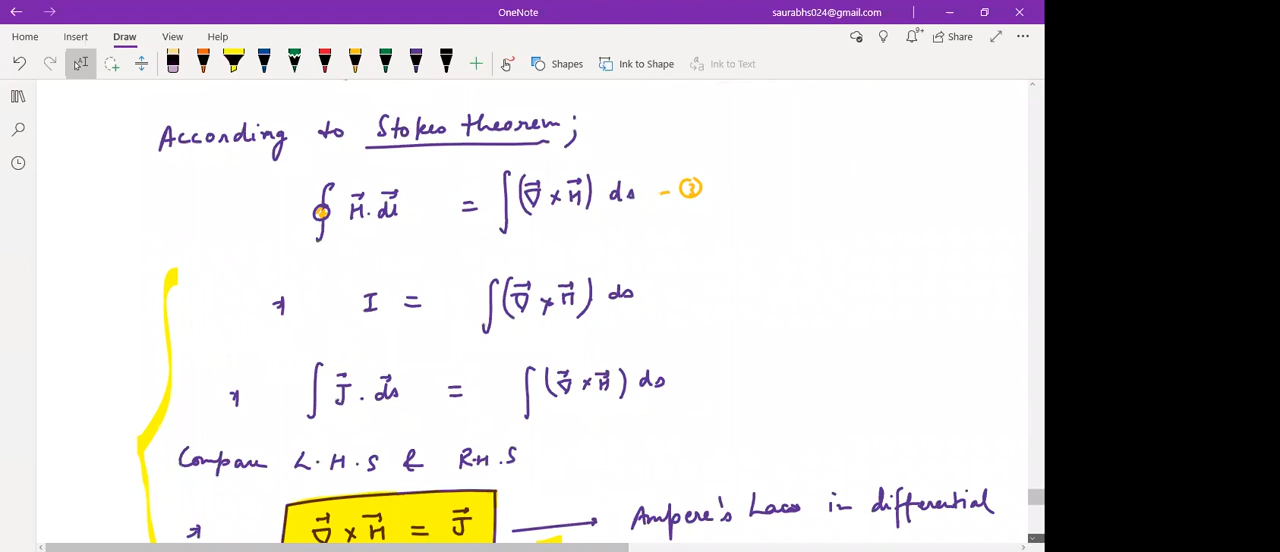 OneNote
saurabhs024@gmail.com
Home Insert Draw View Help
9+ Share
Shapes Ink to Shape Ink to Text
According to Stokes theorem;
∮ H⃗ . dl⃗ = ∫ (∇⃗ × H⃗) ds
I = ∫ (∇⃗ × H⃗) ds
∫ J⃗ . ds⃗ = ∫ (∇⃗ × H⃗) ds
Compare L.H.S & R.H.S
∇⃗ × H⃗ = J⃗ ⟶ Ampere's Law in differential